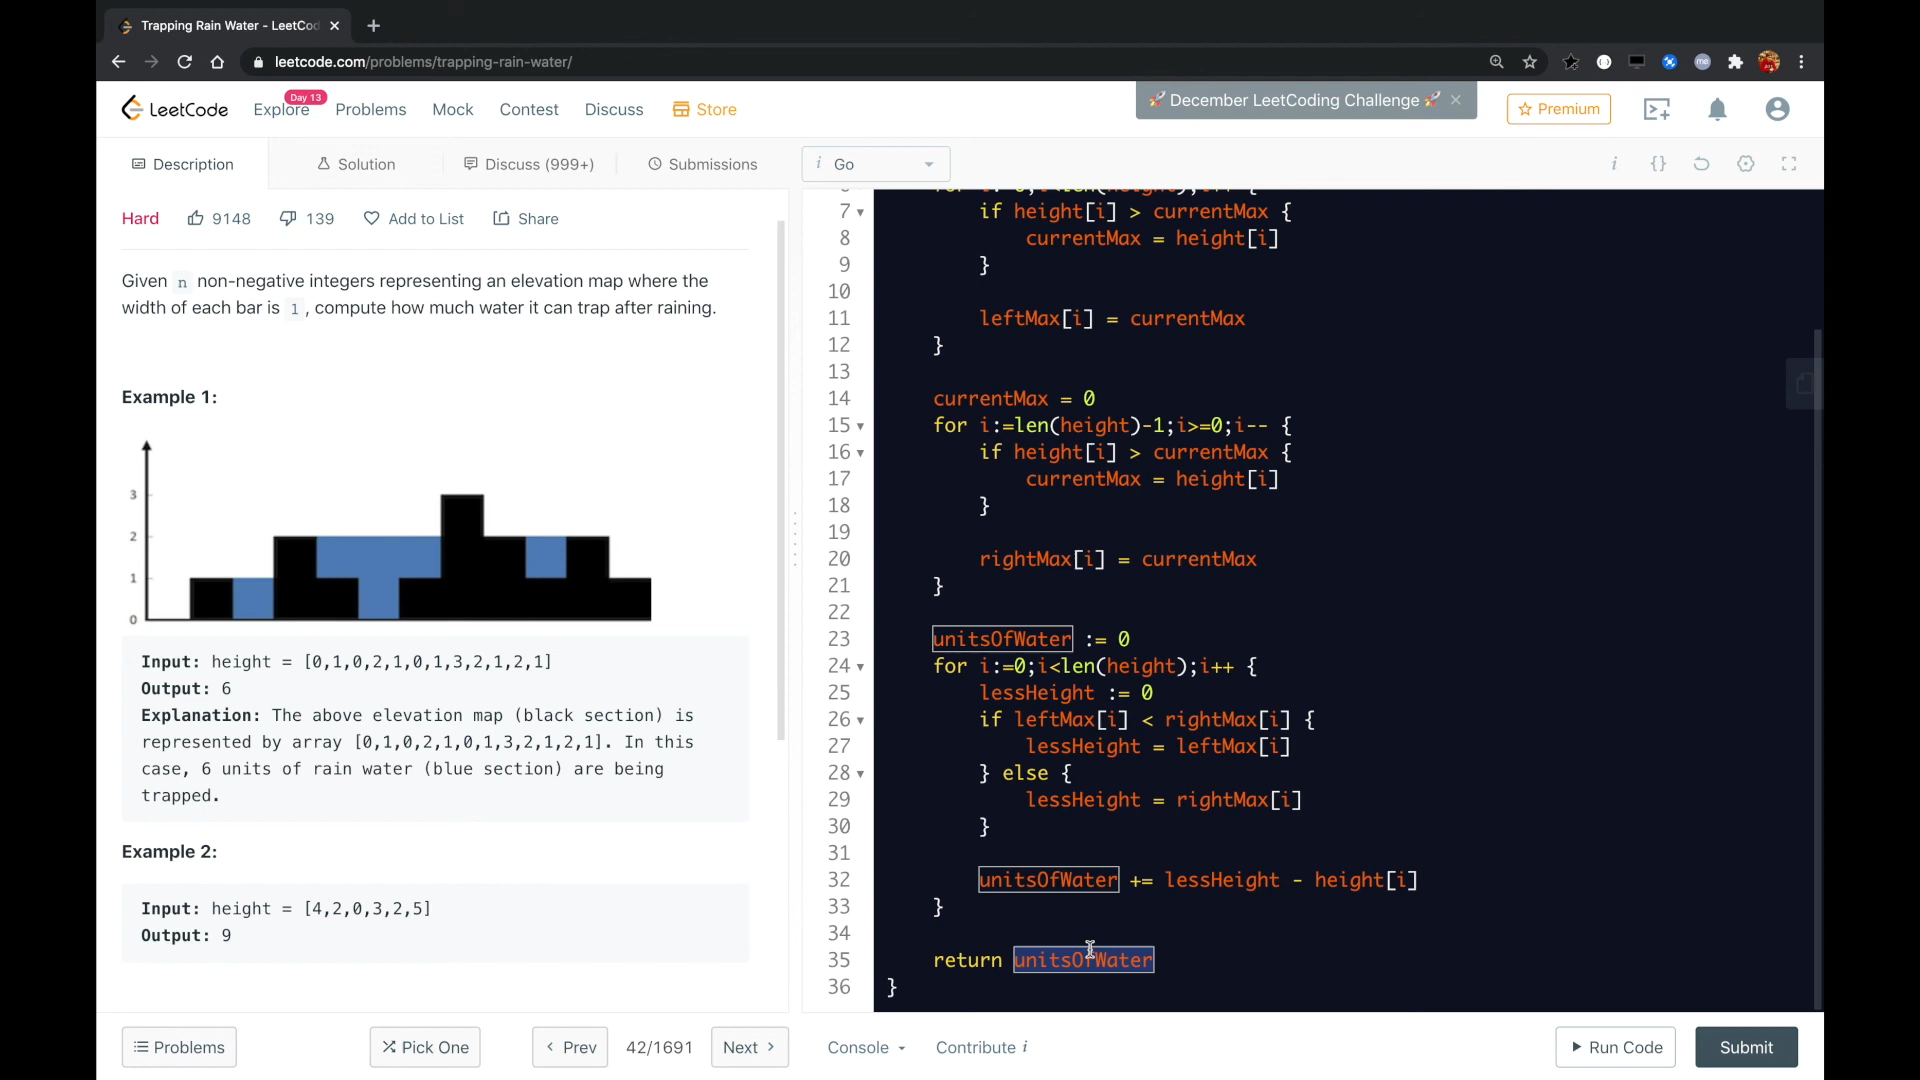 Trapping Rain Water - LeetCod
leetcode.com/problems/trapping-rain-water/
LeetCode
Explore
Day 13
Problems
Mock
Contest
Discuss
Store
🚀 December LeetCoding Challenge 🚀
Premium
Description
Solution
Discuss (999+)
Submissions
i Go
Hard
9148
139
Add to List
Share
Given n non-negative integers representing an elevation map where the
width of each bar is 1 , compute how much water it can trap after raining.
Example 1:
3
2
1
0
Input: height = [0,1,0,2,1,0,1,3,2,1,2,1]
Output: 6
Explanation: The above elevation map (black section) is
represented by array [0,1,0,2,1,0,1,3,2,1,2,1]. In this
case, 6 units of rain water (blue section) are being
trapped.
Example 2:
Input: height = [4,2,0,3,2,5]
Output: 9
7 if height[i] > currentMax {
8 currentMax = height[i]
9 }
10
11 leftMax[i] = currentMax
12 }
13
14 currentMax = 0
15 for i:=len(height)-1;i>=0;i-- {
16 if height[i] > currentMax {
17 currentMax = height[i]
18 }
19
20 rightMax[i] = currentMax
21 }
22
23 unitsOfWater := 0
24 for i:=0;i<len(height);i++ {
25 lessHeight := 0
26 if leftMax[i] < rightMax[i] {
27 lessHeight = leftMax[i]
28 } else {
29 lessHeight = rightMax[i]
30 }
31
32 unitsOfWater += lessHeight - height[i]
33 }
34
35 return unitsOfWater
36 }
Problems
Pick One
Prev
42/1691
Next
Console
Contribute i
Run Code
Submit